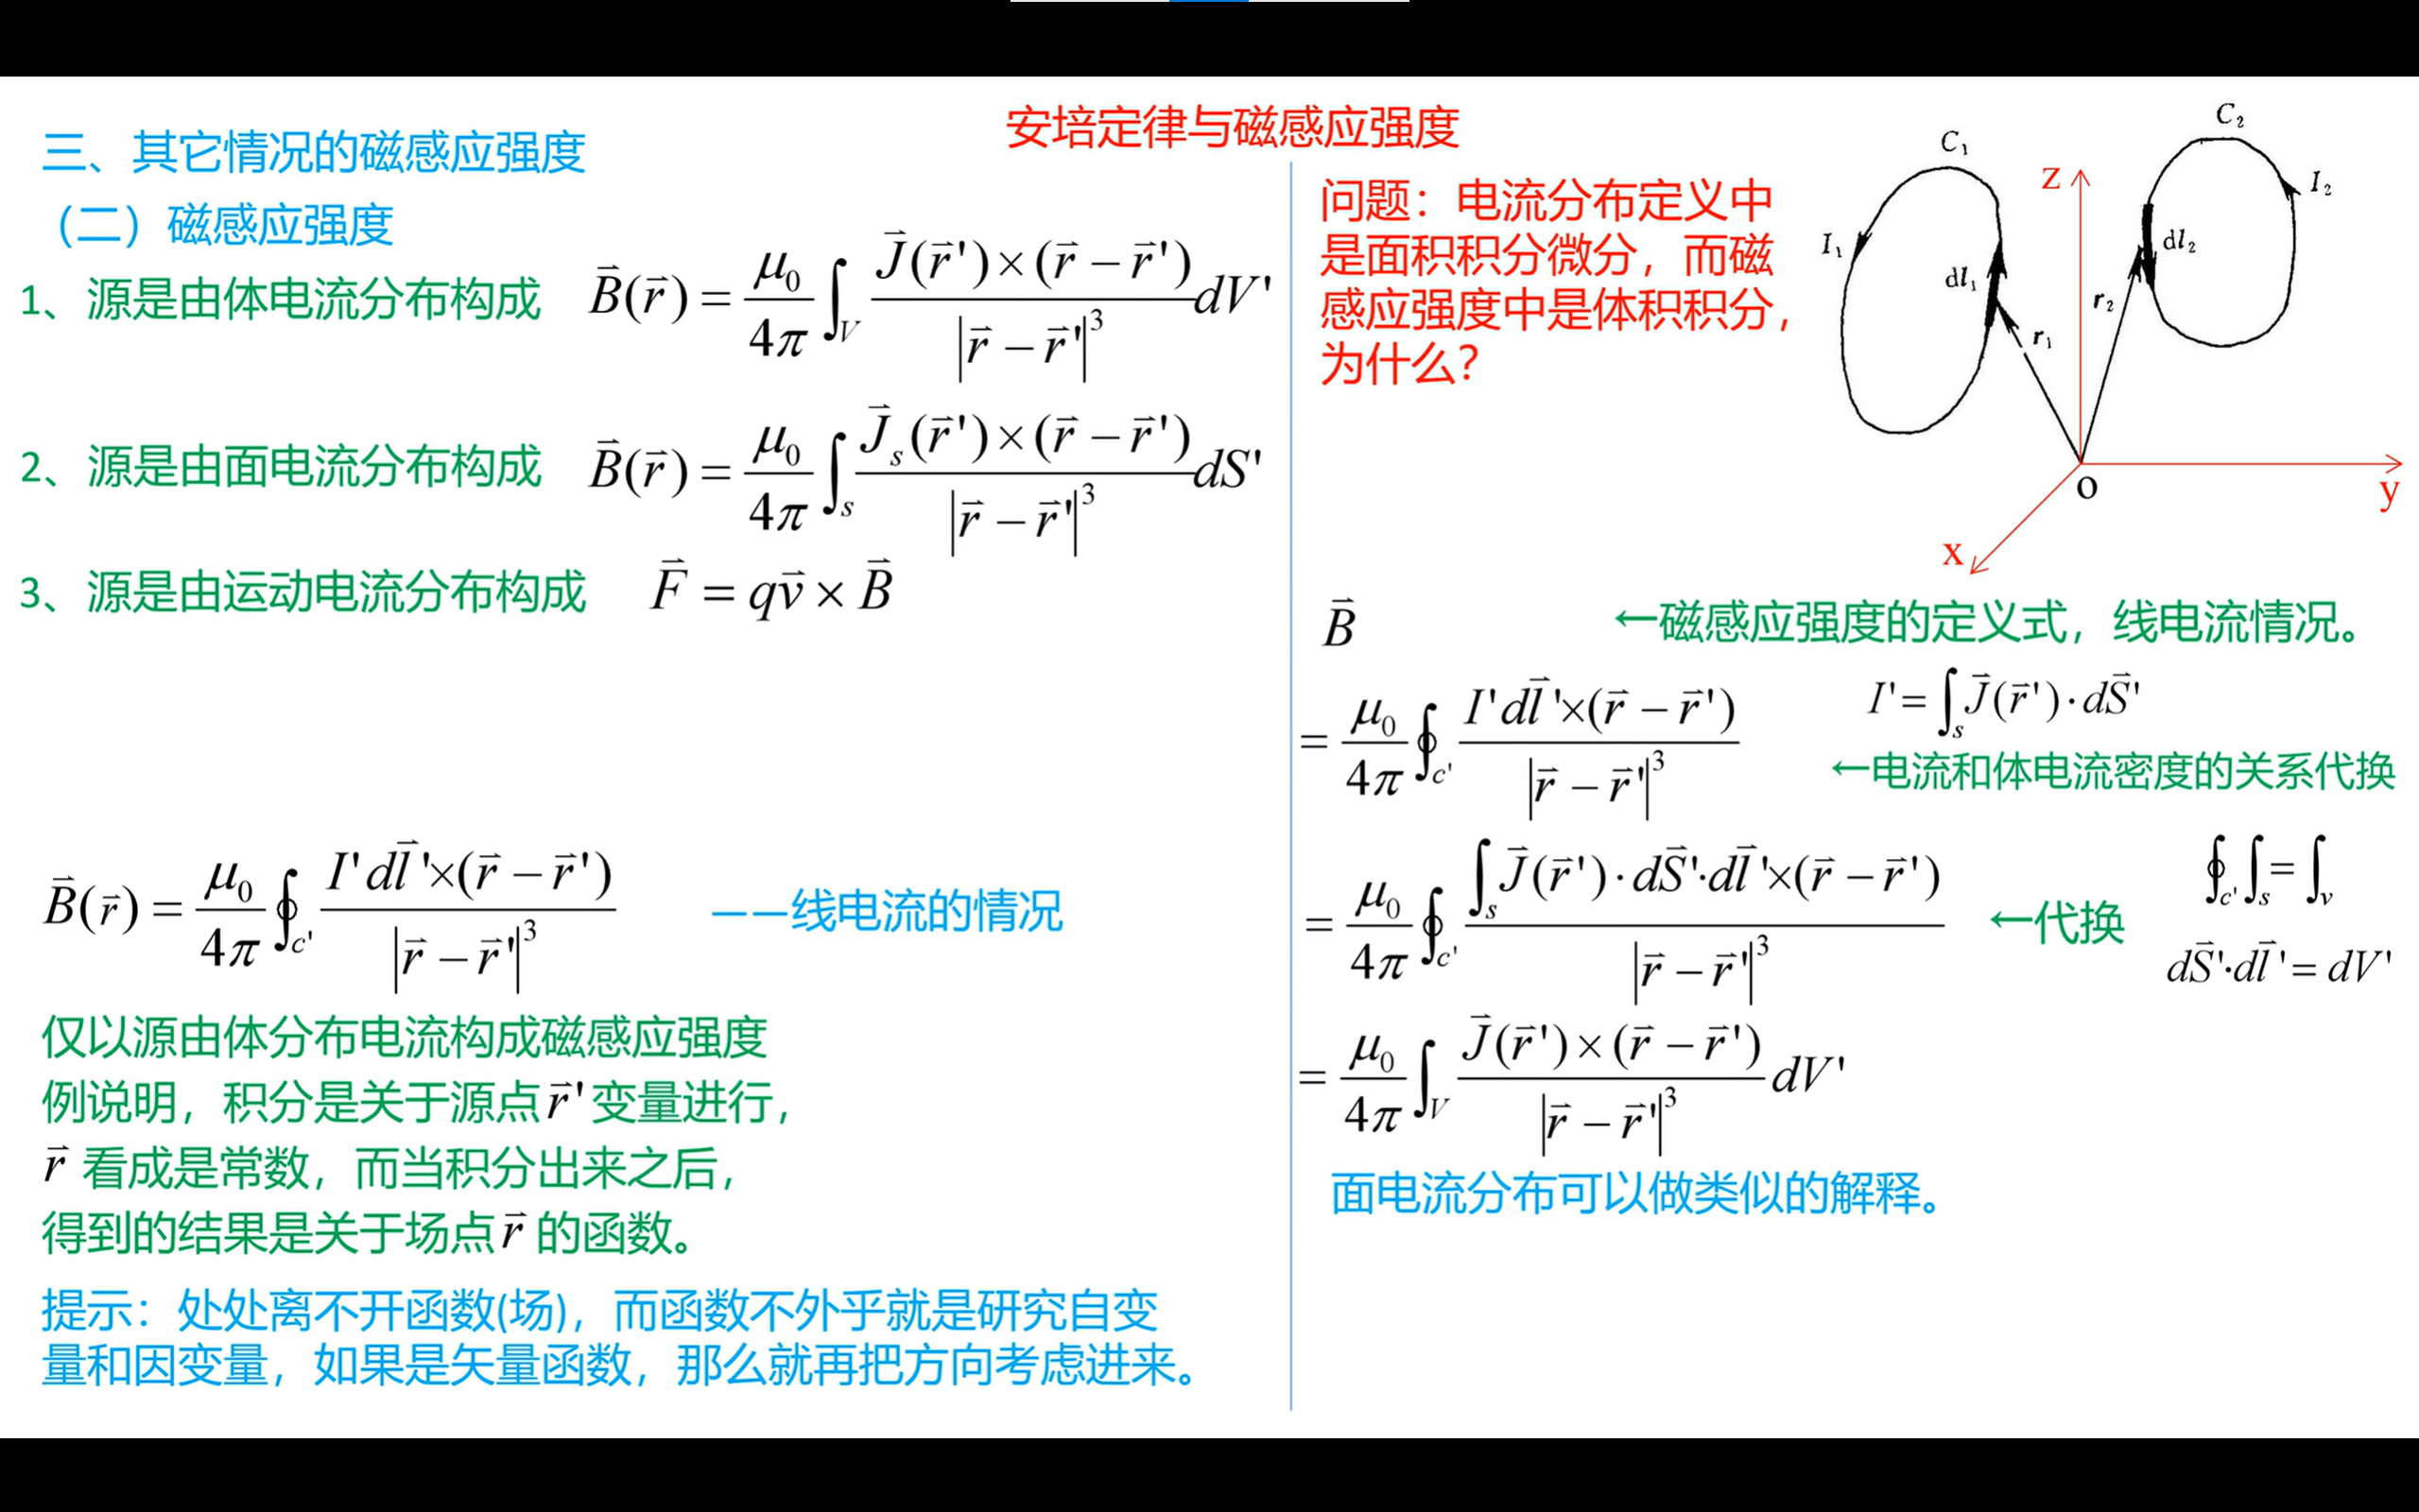 安培定律与磁感应强度
三、其它情况的磁感应强度
（二）磁感应强度
1、源是由体电流分布构成 $\vec{B}(\vec{r})=\frac{\mu_0}{4\pi}\int_V\frac{\vec{J}(\vec{r}')\times(\vec{r}-\vec{r}')}{|\vec{r}-\vec{r}'|^3}dV'$
2、源是由面电流分布构成 $\vec{B}(\vec{r})=\frac{\mu_0}{4\pi}\int_s\frac{\vec{J}_s(\vec{r}')\times(\vec{r}-\vec{r}')}{|\vec{r}-\vec{r}'|^3}dS'$
3、源是由运动电流分布构成 $\vec{F}=q\vec{v}\times\vec{B}$
$\vec{B}(\vec{r})=\frac{\mu_0}{4\pi}\oint_{c'}\frac{I'd\vec{l}'\times(\vec{r}-\vec{r}')}{|\vec{r}-\vec{r}'|^3}$ ——线电流的情况
仅以源由体分布电流构成磁感应强度
例说明，积分是关于源点$\vec{r}'$变量进行，
$\vec{r}$ 看成是常数，而当积分出来之后，
得到的结果是关于场点$\vec{r}$ 的函数。
提示：处处离不开函数(场)，而函数不外乎就是研究自变
量和因变量，如果是矢量函数，那么就再把方向考虑进来。
问题：电流分布定义中
是面积积分微分，而磁
感应强度中是体积积分，
为什么？
C₁
C₂
z
I₂
I₁
dl₂
dl₁
r₂
r₁
o
y
x
$\vec{B}$ ←磁感应强度的定义式，线电流情况。
$=\frac{\mu_0}{4\pi}\oint_{c'}\frac{I'd\vec{l}'\times(\vec{r}-\vec{r}')}{|\vec{r}-\vec{r}'|^3}$ $I'=\int_s\vec{J}(\vec{r}')\cdot d\vec{S}'$
←电流和体电流密度的关系代换
$=\frac{\mu_0}{4\pi}\oint_{c'}\frac{\int_s\vec{J}(\vec{r}')\cdot d\vec{S}'\cdot d\vec{l}'\times(\vec{r}-\vec{r}')}{|\vec{r}-\vec{r}'|^3}$ ←代换 $\oint_{c'}\int_s=\int_v$
$d\vec{S}'\cdot d\vec{l}'=dV'$
$=\frac{\mu_0}{4\pi}\int_V\frac{\vec{J}(\vec{r}')\times(\vec{r}-\vec{r}')}{|\vec{r}-\vec{r}'|^3}dV'$
面电流分布可以做类似的解释。